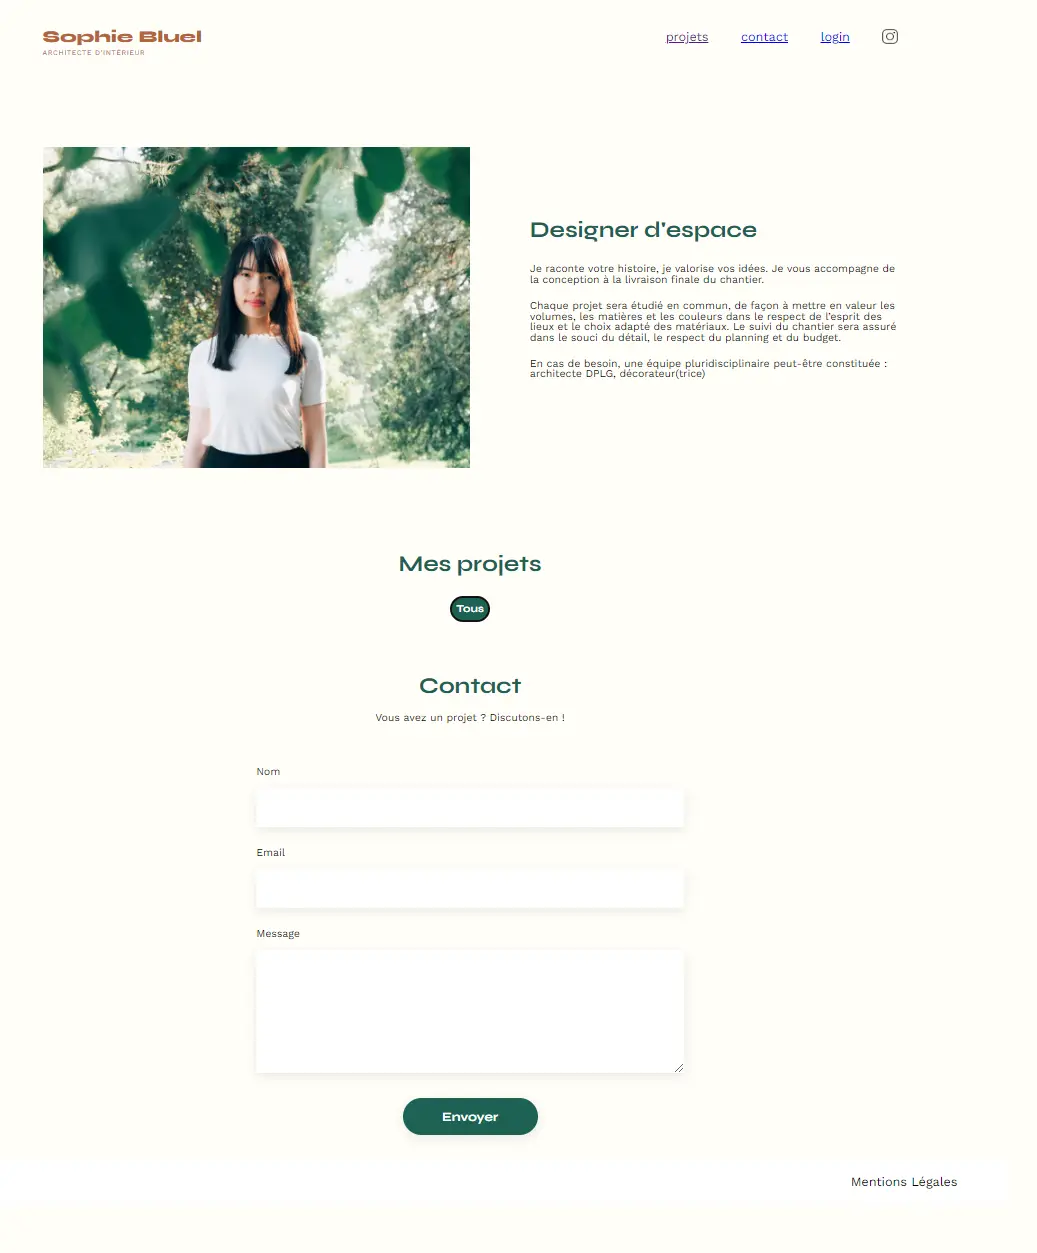 Sophie Bluel
ARCHITECTE D'INTÉRIEUR
projets contact login
Designer d'espace
Je raconte votre histoire, je valorise vos idées. Je vous accompagne de
la conception à la livraison finale du chantier.
Chaque projet sera étudié en commun, de façon à mettre en valeur les
volumes, les matières et les couleurs dans le respect de l’esprit des
lieux et le choix adapté des matériaux. Le suivi du chantier sera assuré
dans le souci du détail, le respect du planning et du budget.
En cas de besoin, une équipe pluridisciplinaire peut-être constituée :
architecte DPLG, décorateur(trice)
Mes projets
Tous
Contact
Vous avez un projet ? Discutons-en !
Nom
Email
Message
Envoyer
Mentions Légales